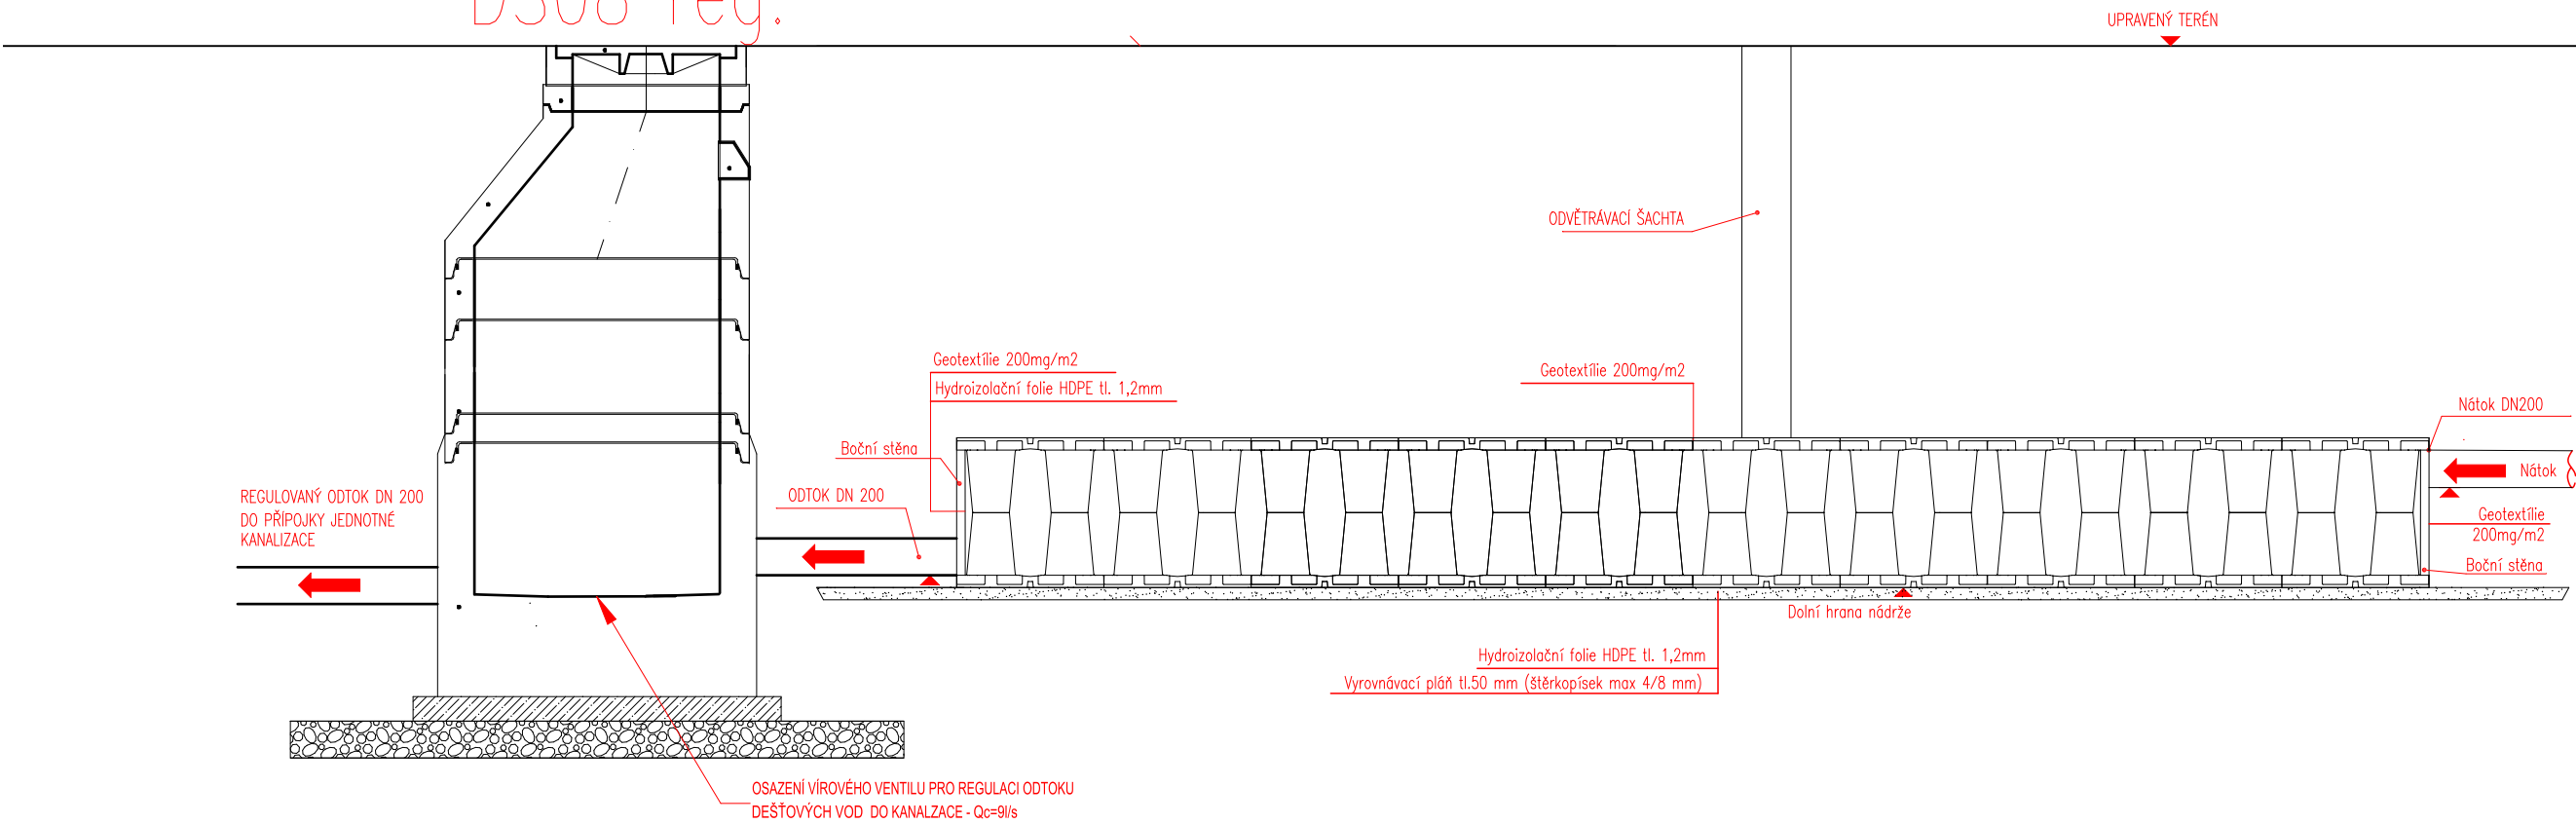 DS08 reg.
UPRAVENÝ TERÉN
ODVĚTRÁVACÍ ŠACHTA
Geotextílie 200mg/m2
Hydroizolační folie HDPE tl. 1,2mm
Geotextílie 200mg/m2
Nátok DN200
Boční stěna
Nátok
ODTOK DN 200
REGULOVANÝ ODTOK DN 200
DO PŘÍPOJKY JEDNOTNÉ
KANALIZACE
Geotextílie
200mg/m2
Boční stěna
Dolní hrana nádrže
Hydroizolační folie HDPE tl. 1,2mm
Vyrovnávací pláň tl.50 mm (štěrkopísek max 4/8 mm)
OSAZENÍ VÍROVÉHO VENTILU PRO REGULACI ODTOKU
DEŠŤOVÝCH VOD DO KANALZACE - Qc=9l/s